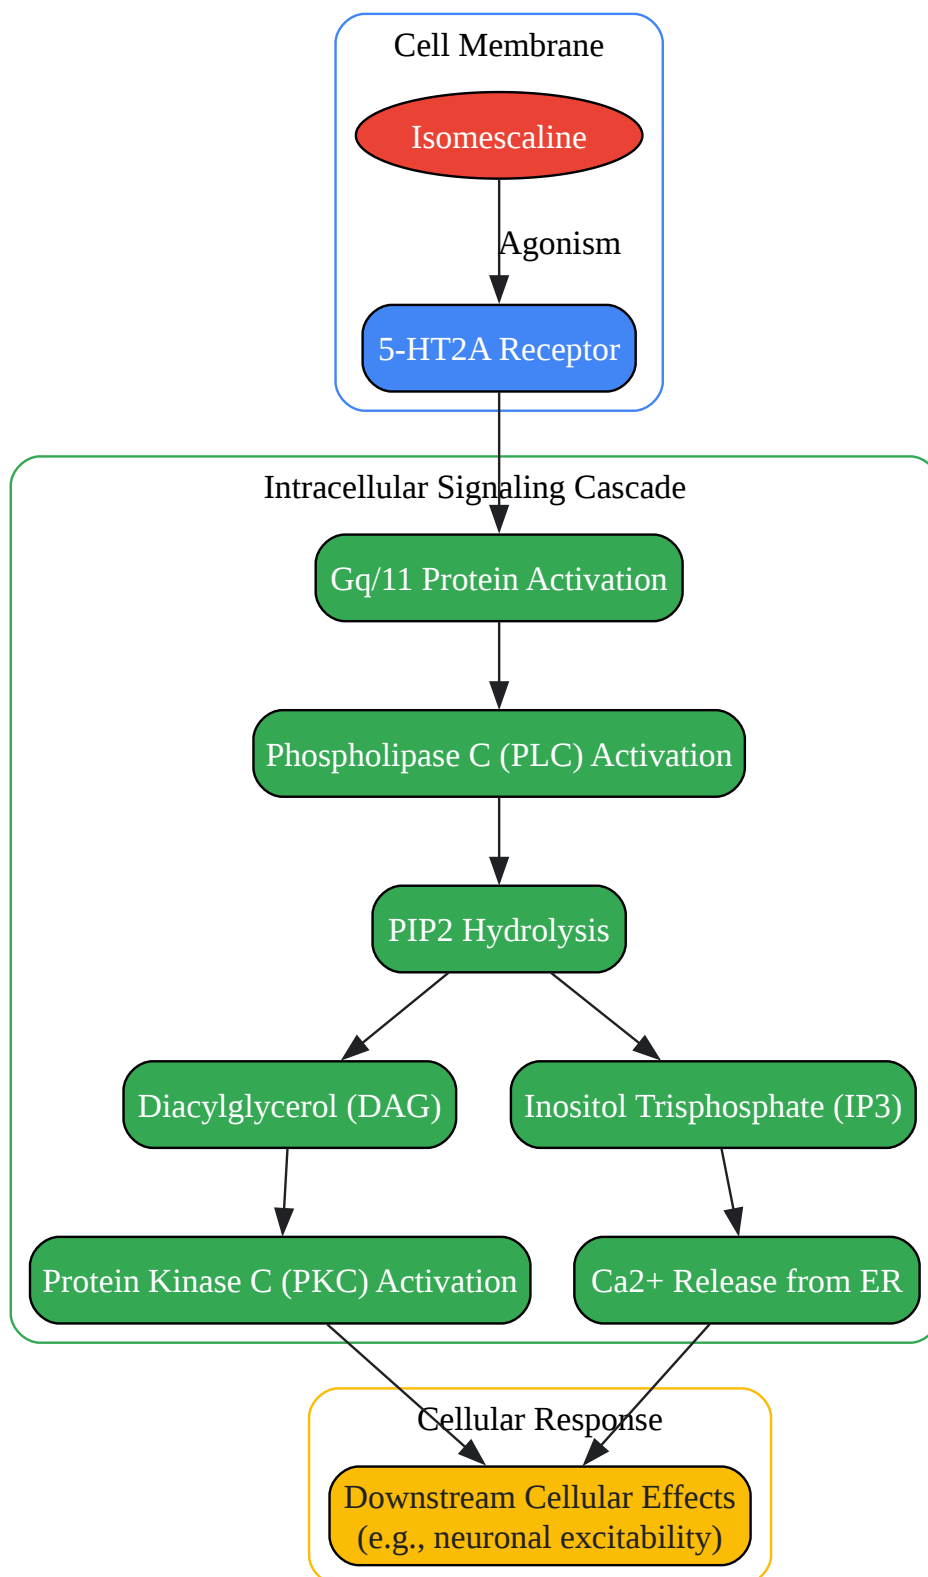 Cell Membrane
Isomescaline
Agonism
5-HT2A Receptor
Intracellular Signaling Cascade
Gq/11 Protein Activation
Phospholipase C (PLC) Activation
PIP2 Hydrolysis
Diacylglycerol (DAG)
Inositol Trisphosphate (IP3)
Protein Kinase C (PKC) Activation
Ca2+ Release from ER
Cellular Response
Downstream Cellular Effects
(e.g., neuronal excitability)